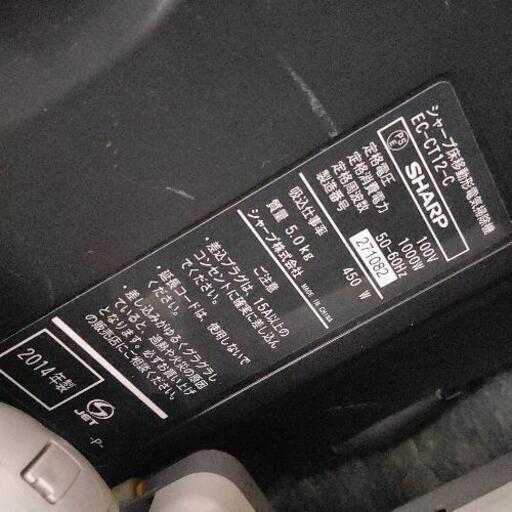 シャープ床移動形電気掃除機
EC-CT12-C
PS
E
SHARP
定格電圧 100V
定格消費電力 1000W
定格周波数 50-60Hz
製造番号 271082
吸込仕事率 450 W
質量 5.0kg
シャープ株式会社 MADE IN CHINA
ご注意
・差込プラグは、15A以上の
コンセントに確実に差し込ん
でください。
・延長コードは、使用しないで
ください。
・差し込みがゆるくグラグラし
ていると、過熱や火災の原因
となります。必ずお買い上げ
の販売店にご相談ください。
2014年製
S
JET
-P-